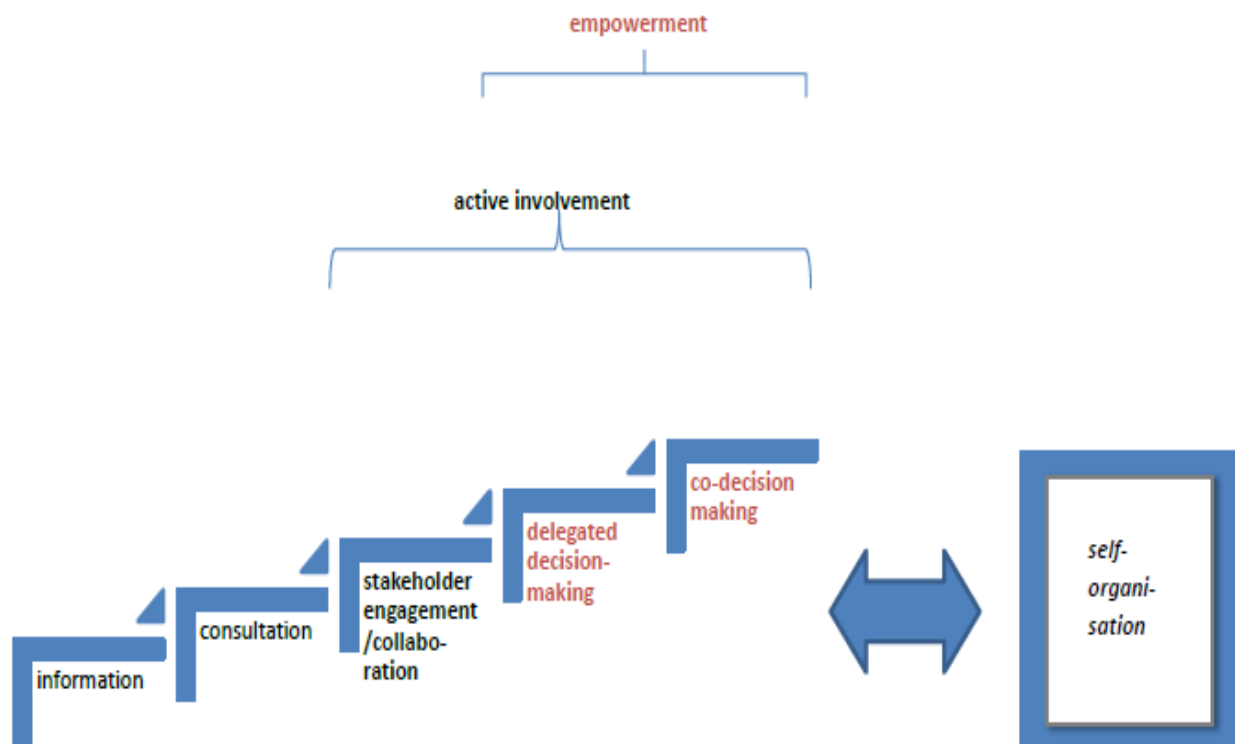 empowerment
active involvement
co-decision
making
delegated
decision-
making
stakeholder
engagement
/collabo-
ration
consultation
information
self-
organi-
sation